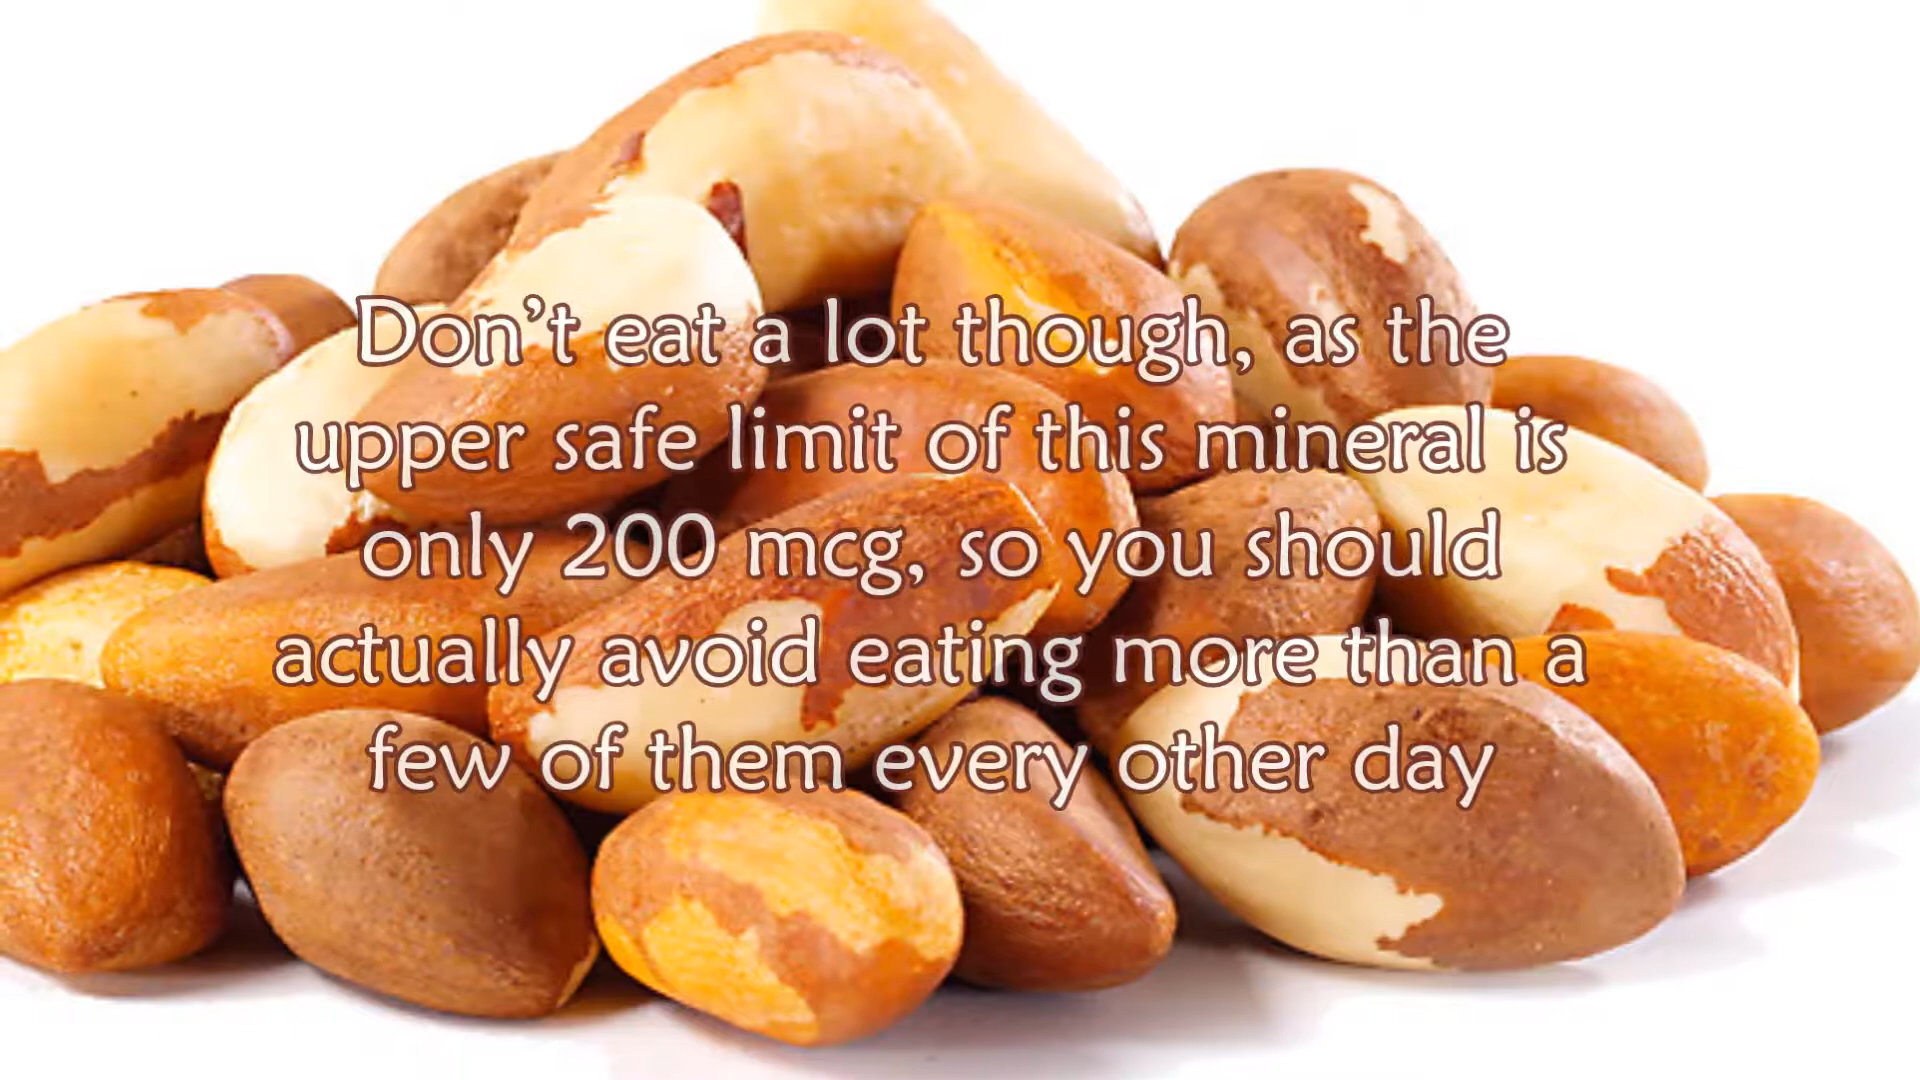 Don’t eat a lot though, as the
upper safe limit of this mineral is
only 200 mcg, so you should
actually avoid eating more than a
few of them every other day